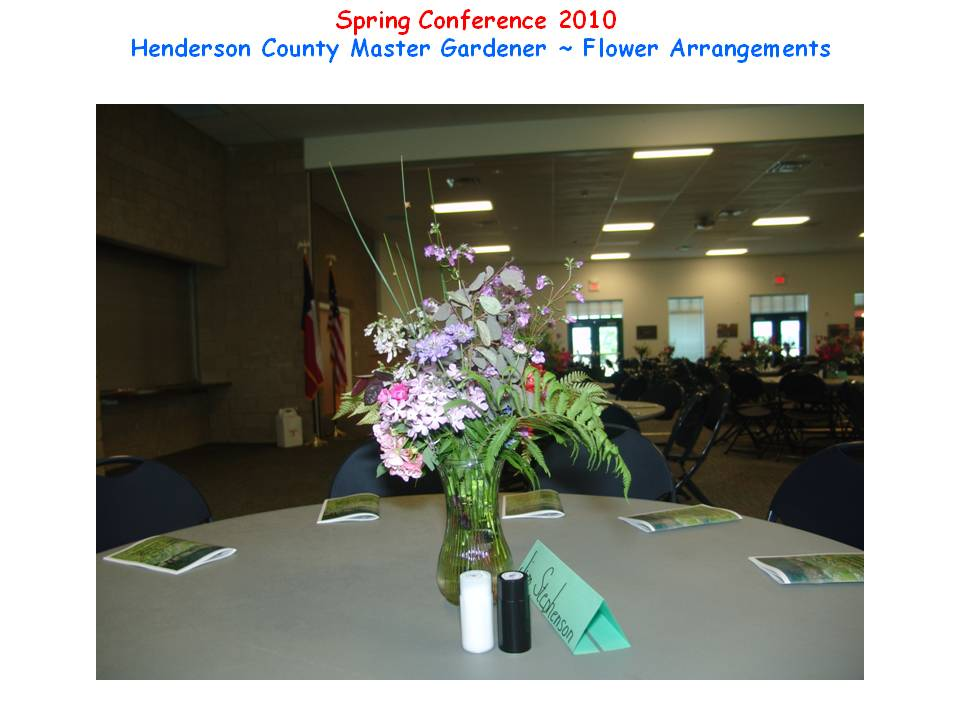 Spring Conference 2010
Henderson County Master Gardener ~ Flower Arrangements
Stephenson